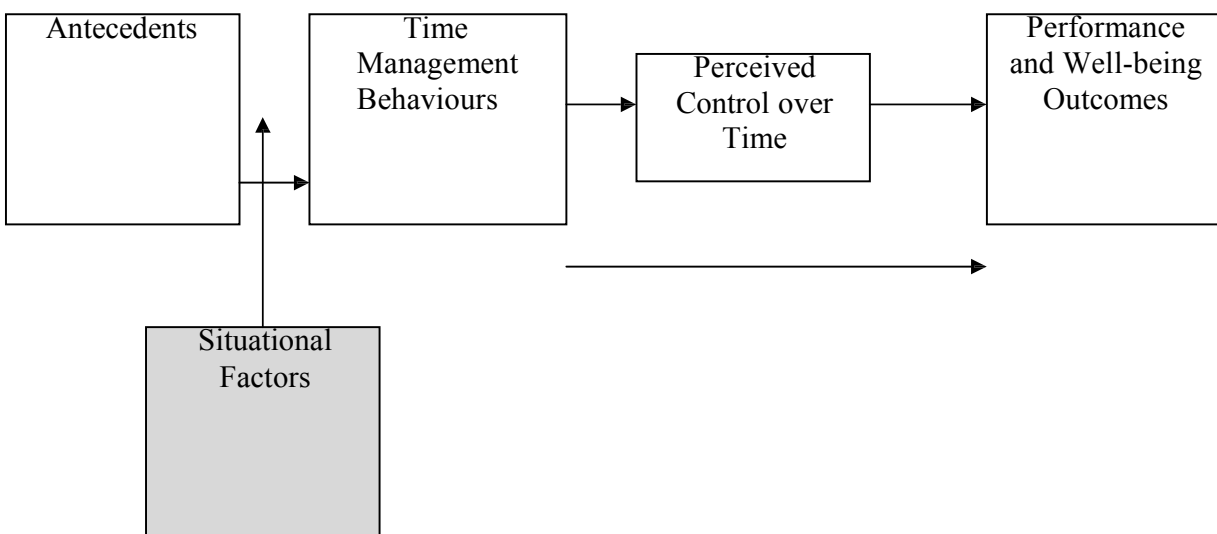 Antecedents
Time
Management
Behaviours
Perceived
Control over
Time
Performance
and Well-being
Outcomes
Situational
Factors